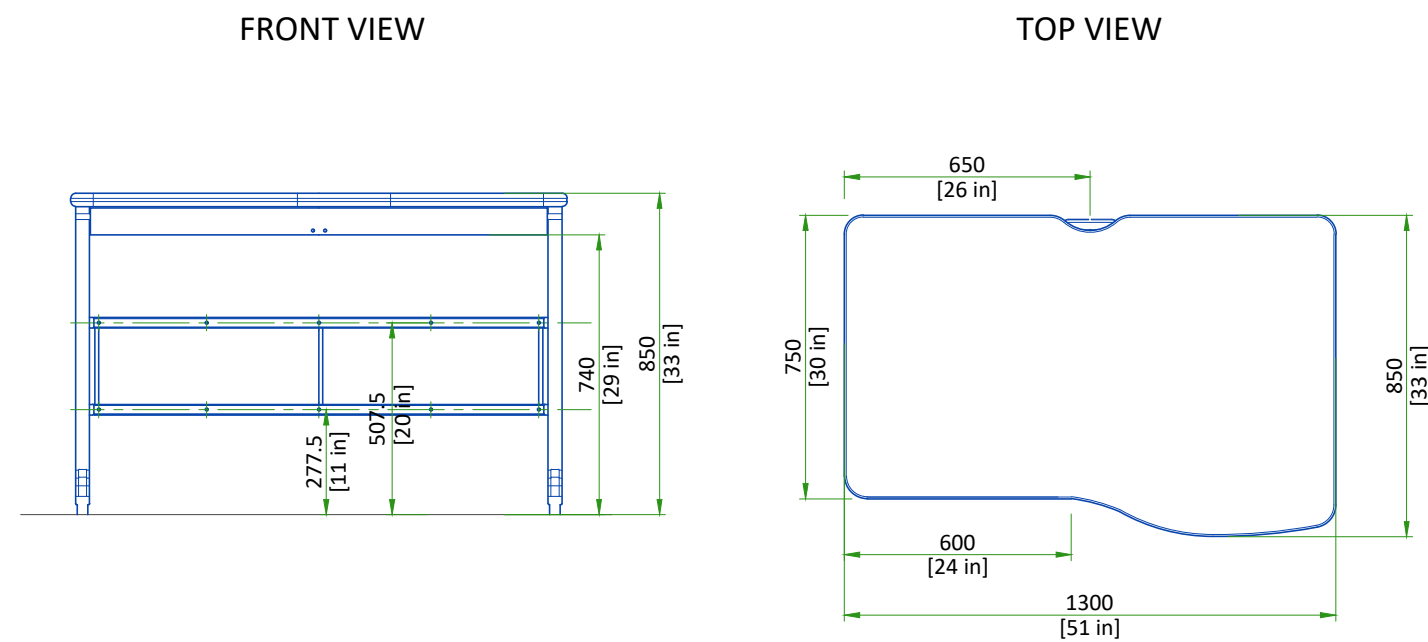 FRONT VIEW
TOP VIEW
277.5
[11 in]
507.5
[20 in]
740
[29 in]
850
[33 in]
650
[26 in]
750
[30 in]
850
[33 in]
600
[24 in]
1300
[51 in]